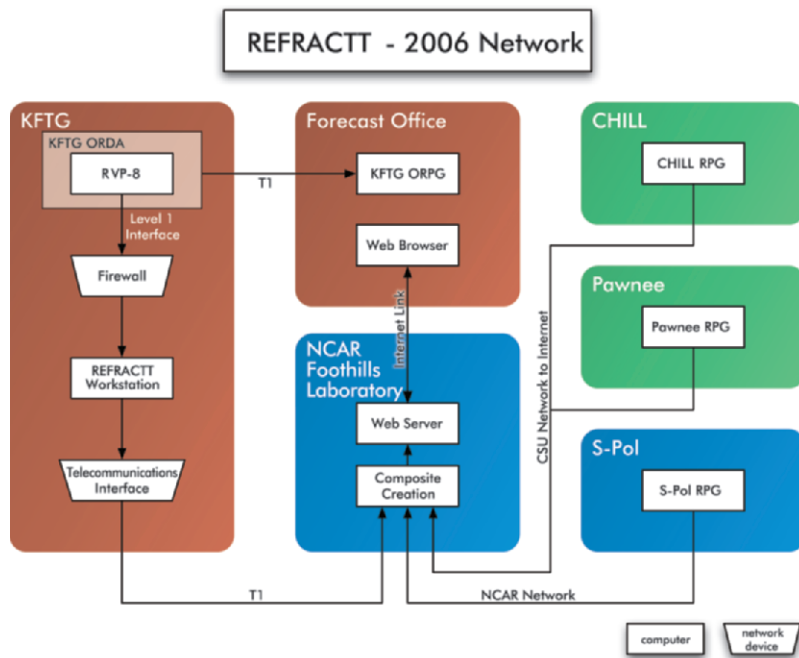 REFRACTT - 2006 Network
KFTG
KFTG ORDA
RVP-8
Level 1
Interface
Firewall
REFRACTT
Workstation
Telecommunications
Interface
T1
T1
Forecast Office
KFTG ORPG
Web Browser
Internet Link
NCAR
Foothills
Laboratory
Web Server
Composite
Creation
CHILL
CHILL RPG
Pawnee
Pawnee RPG
CSU Network to Internet
S-Pol
S-Pol RPG
NCAR Network
computer
network
device